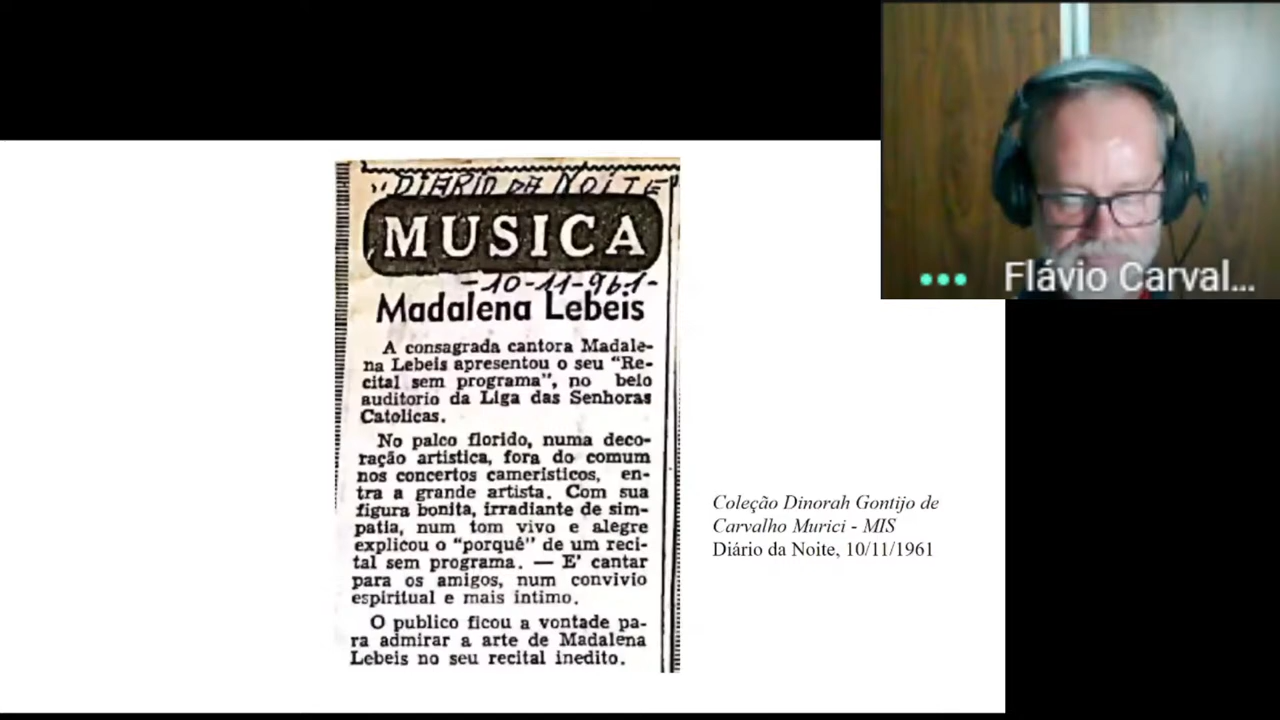 "DIARIO DA NOITE"
MUSICA
-10-11-961-
Madalena Lebeis
A consagrada cantora Madale-
na Lebeis apresentou o seu "Re-
cital sem programa", no belo
auditorio da Liga das Senhoras
Catolicas.
No palco florido, numa deco-
ração artistica, fora do comum
nos concertos camerísticos, en-
tra a grande artista. Com sua
figura bonita, irradiante de sim-
patia, num tom vivo e alegre
explicou o "porquê" de um reci-
tal sem programa. — E' cantar
para os amigos, num convivio
espiritual e mais intimo.
O publico ficou a vontade pa-
ra admirar a arte de Madalena
Lebeis no seu recital inedito.
Coleção Dinorah Gontijo de
Carvalho Murici - MIS
Diário da Noite, 10/11/1961
Flávio Carval...